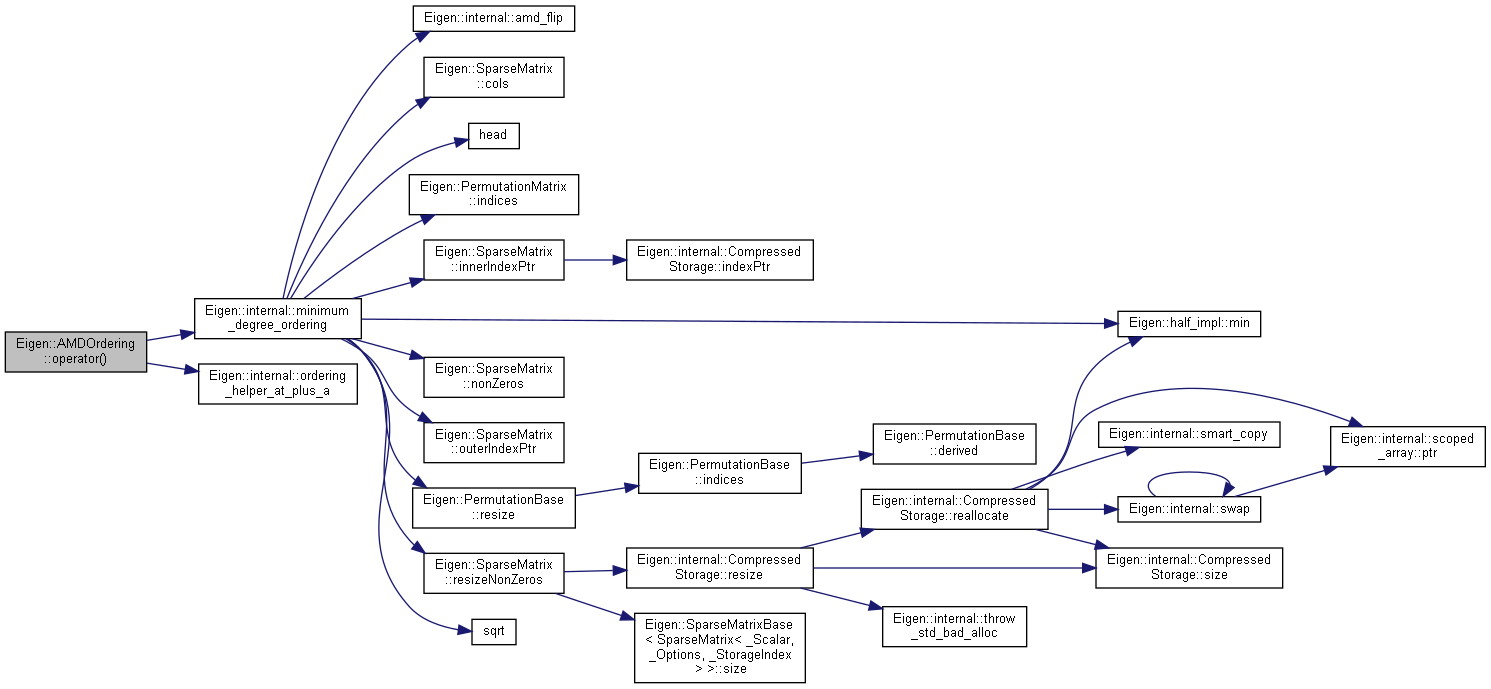 Eigen::internal::amd_flip
Eigen::SparseMatrix
::cols
head
Eigen::PermutationMatrix
::indices
Eigen::SparseMatrix
::innerIndexPtr
Eigen::internal::Compressed
Storage::indexPtr
Eigen::internal::minimum
_degree_ordering
Eigen::half_impl::min
Eigen::AMDOrdering
::operator()
Eigen::internal::ordering
_helper_at_plus_a
Eigen::SparseMatrix
::nonZeros
Eigen::SparseMatrix
::outerIndexPtr
Eigen::PermutationBase
::derived
Eigen::internal::smart_copy
Eigen::internal::scoped
_array::ptr
Eigen::PermutationBase
::indices
Eigen::PermutationBase
::resize
Eigen::internal::Compressed
Storage::reallocate
Eigen::internal::swap
Eigen::SparseMatrix
::resizeNonZeros
Eigen::internal::Compressed
Storage::resize
Eigen::internal::Compressed
Storage::size
sqrt
Eigen::SparseMatrixBase
< SparseMatrix< _Scalar,
_Options, _StorageIndex
> >::size
Eigen::internal::throw
_std_bad_alloc